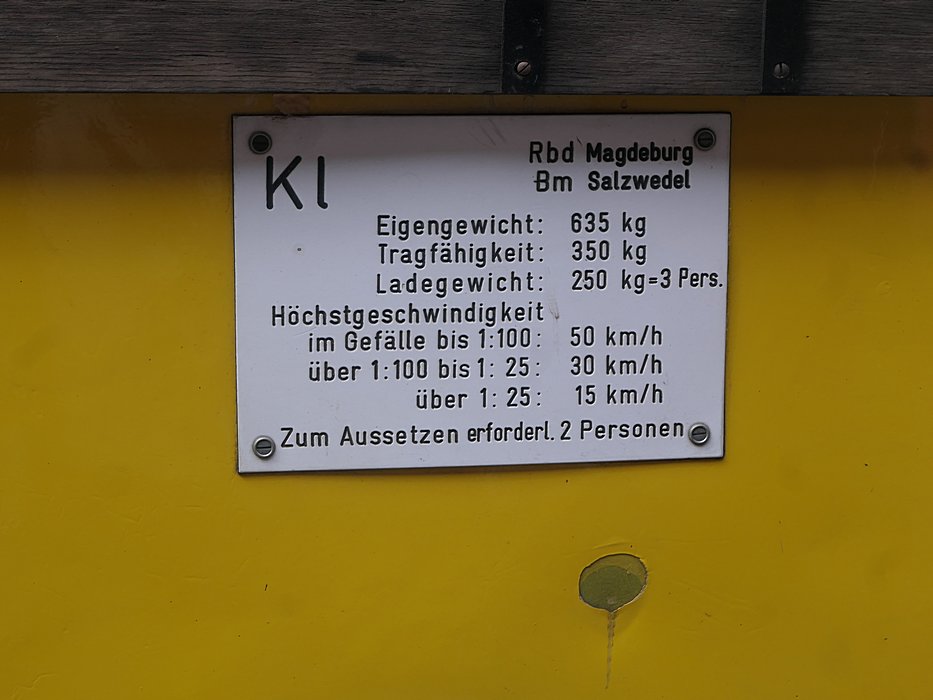 Kl
Rbd Magdeburg
Bm Salzwedel
Eigengewicht: 635 kg
Tragfähigkeit: 350 kg
Ladegewicht: 250 kg=3 Pers.
Höchstgeschwindigkeit
im Gefälle bis 1:100: 50 km/h
über 1:100 bis 1: 25: 30 km/h
über 1: 25: 15 km/h
Zum Aussetzen erforderl. 2 Personen